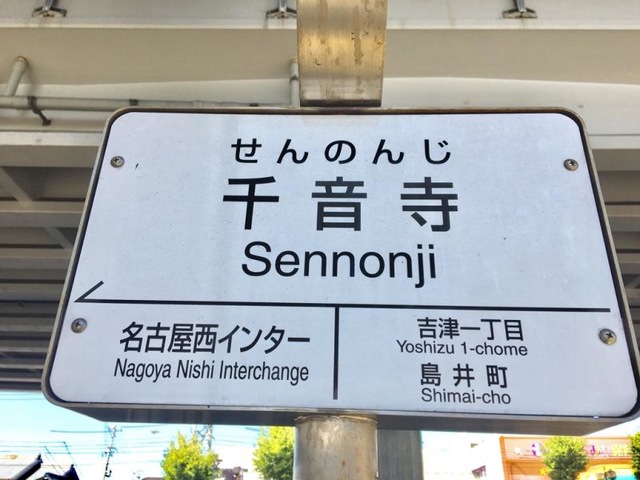 せんのんじ
千音寺
Sennonji
名古屋西インター
Nagoya Nishi Interchange
吉津一丁目
Yoshizu 1-chome
島井町
Shimai-cho